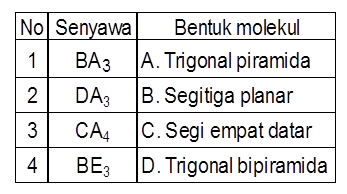 No Senyawa Bentuk molekul
1 BA₃ A. Trigonal piramida
2 DA₃ B. Segitiga planar
3 CA₄ C. Segi empat datar
4 BE₃ D. Trigonal bipiramida